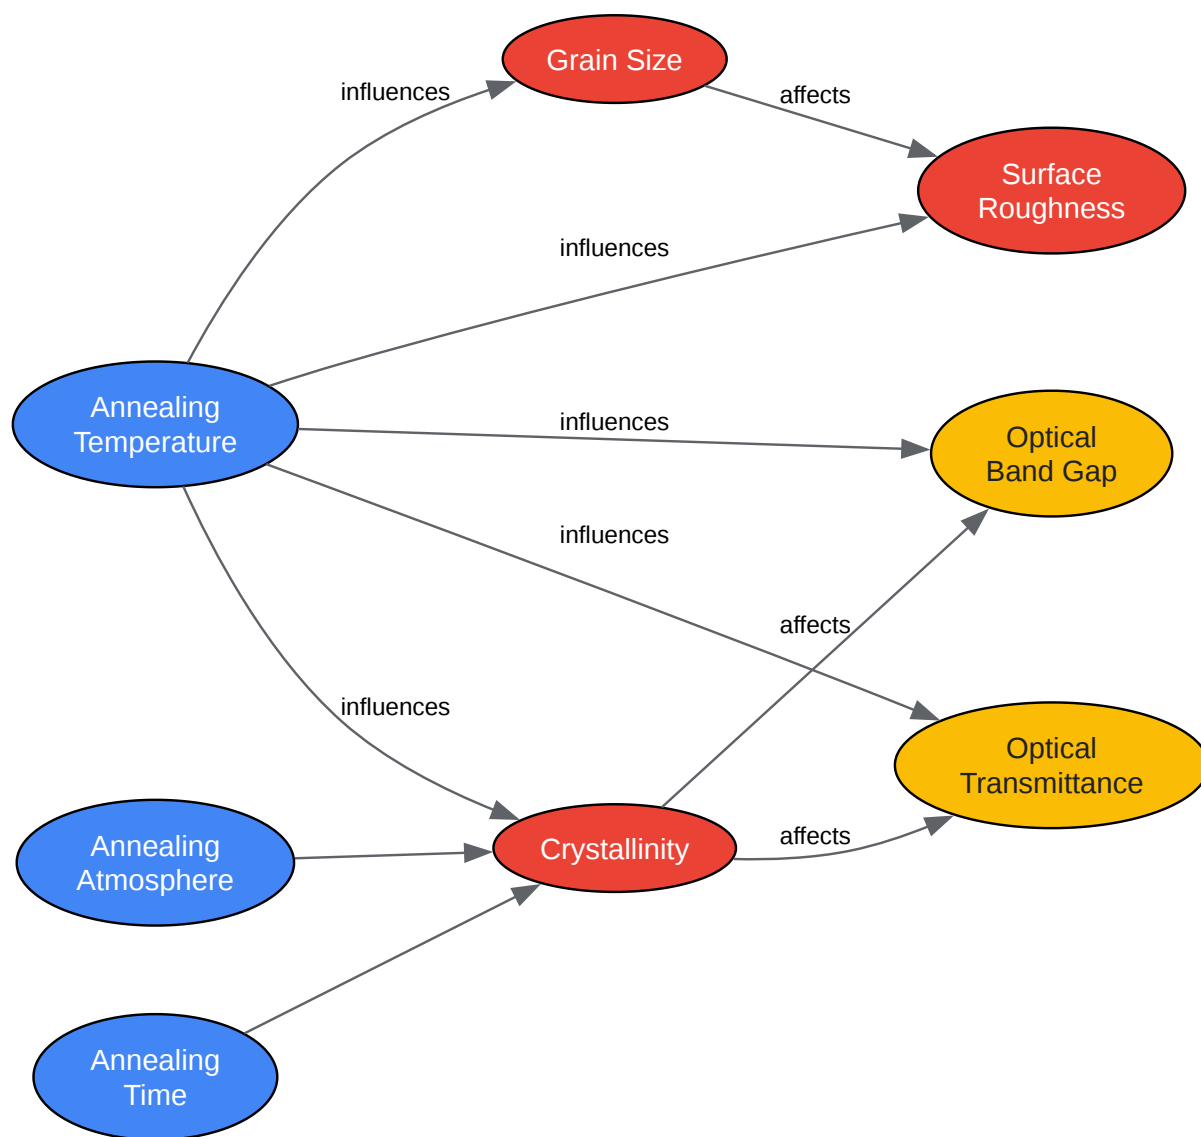 Grain Size
influences
affects
Surface
Roughness
influences
Annealing
Temperature
influences
Optical
Band Gap
influences
affects
influences
Optical
Transmittance
Annealing
Atmosphere
Crystallinity
affects
Annealing
Time